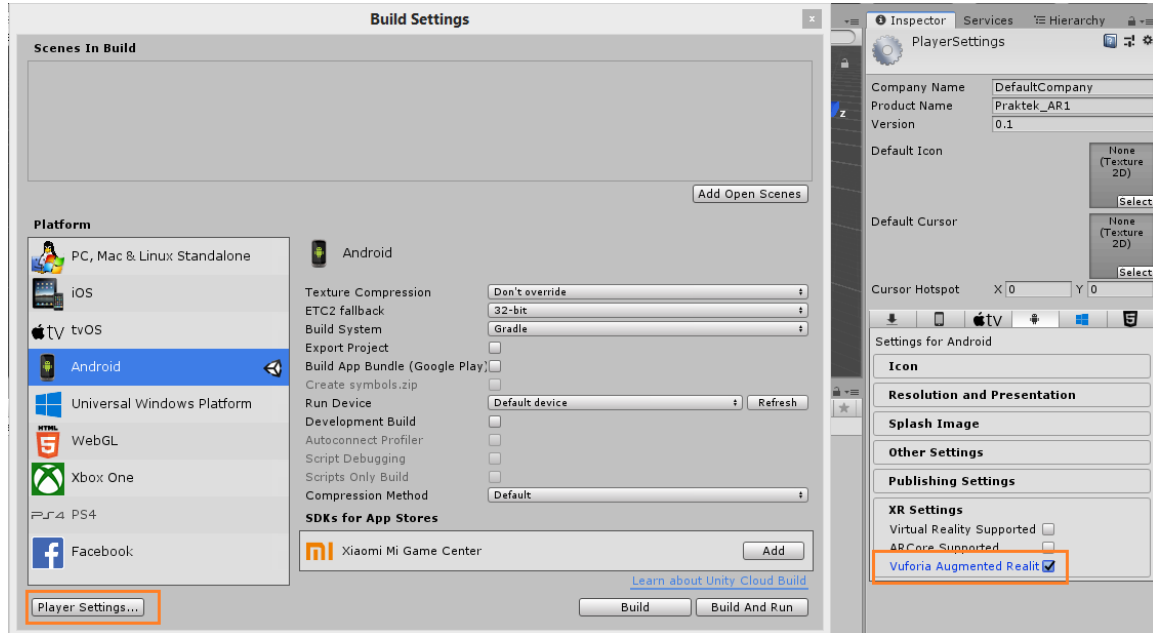 Build Settings
Scenes In Build
Add Open Scenes
Platform
PC, Mac & Linux Standalone
iOS
tv tvOS
Android
Universal Windows Platform
HTML 5 WebGL
Xbox One
PS4 PS4
f Facebook
Android
Texture Compression Don't override
ETC2 fallback 32-bit
Build System Gradle
Export Project
Build App Bundle (Google Play)
Create symbols.zip
Run Device Default device Refresh
Development Build
Autoconnect Profiler
Script Debugging
Scripts Only Build
Compression Method Default
SDKs for App Stores
Xiaomi Mi Game Center Add
Learn about Unity Cloud Build
Player Settings... Build Build And Run
z
Inspector Services Hierarchy
PlayerSettings
Company Name DefaultCompany
Product Name Praktek_AR1
Version 0.1
Default Icon None
(Texture
2D)
Select
Default Cursor None
(Texture
2D)
Select
Cursor Hotspot X 0 Y 0
tv 5
Settings for Android
Icon
Resolution and Presentation
Splash Image
Other Settings
Publishing Settings
XR Settings
Virtual Reality Supported
ARCore Supported
Vuforia Augmented Realit